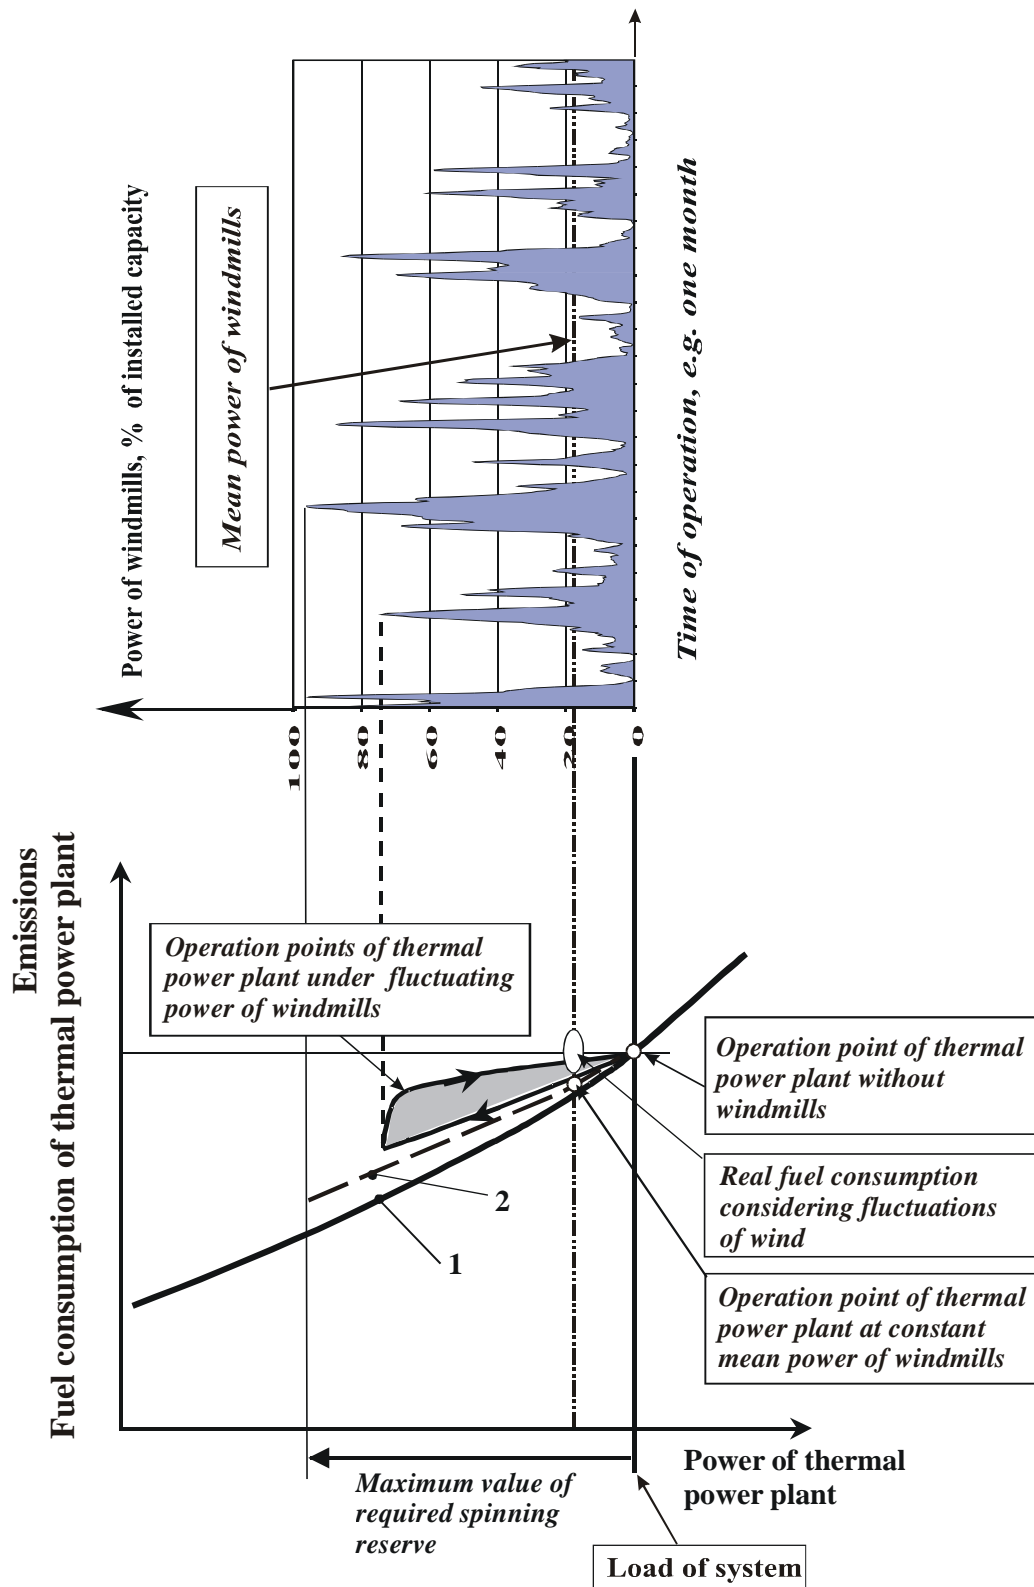 Power of windmills, % of installed capacity
Mean power of windmills
Time of operation, e.g. one month
100
80
60
40
20
0
Emissions
Fuel consumption of thermal power plant
Operation points of thermal
power plant under fluctuating
power of windmills
Operation point of thermal
power plant without
windmills
Real fuel consumption
considering fluctuations
of wind
2
1
Operation point of thermal
power plant at constant
mean power of windmills
Power of thermal
power plant
Maximum value of
required spinning
reserve
Load of system